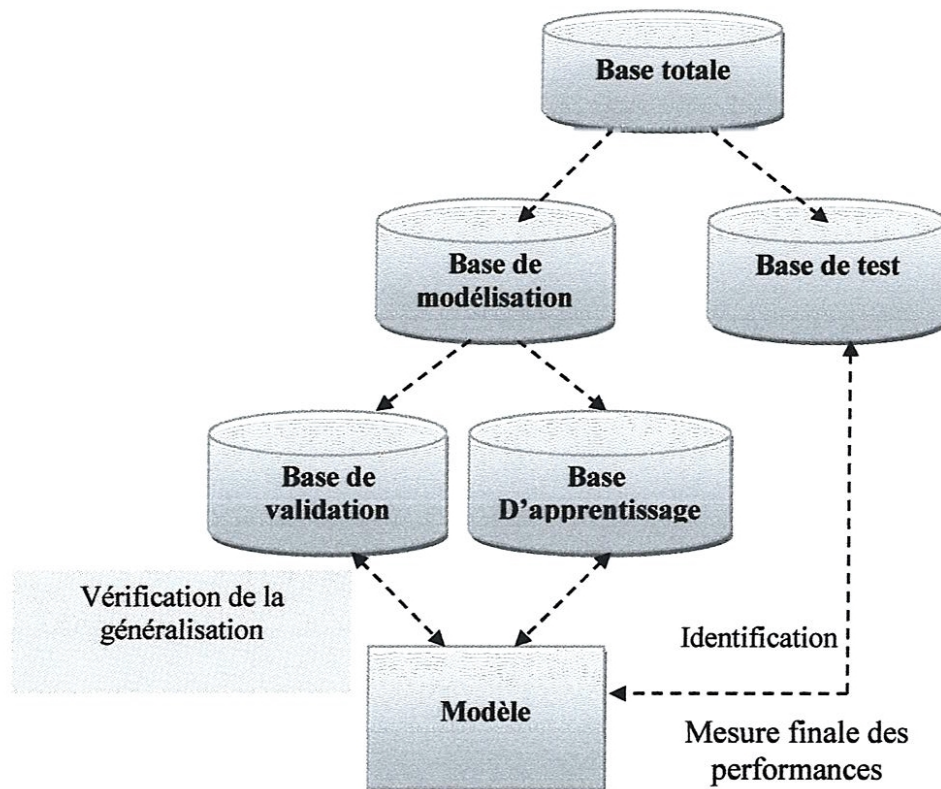 Base totale
Base de
modélisation
Base de test
Base de
validation
Base
D'apprentissage
Vérification de la
généralisation
Identification
Modèle
Mesure finale des
performances